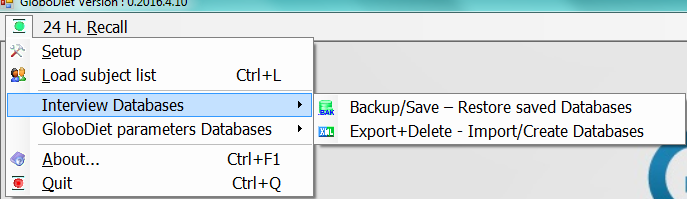 GloboDiet Version : 0.2016.4.10
24 H. Recall
Setup
Load subject list Ctrl+L
Interview Databases
Backup/Save – Restore saved Databases
GloboDiet parameters Databases
Export+Delete - Import/Create Databases
About... Ctrl+F1
Quit Ctrl+Q